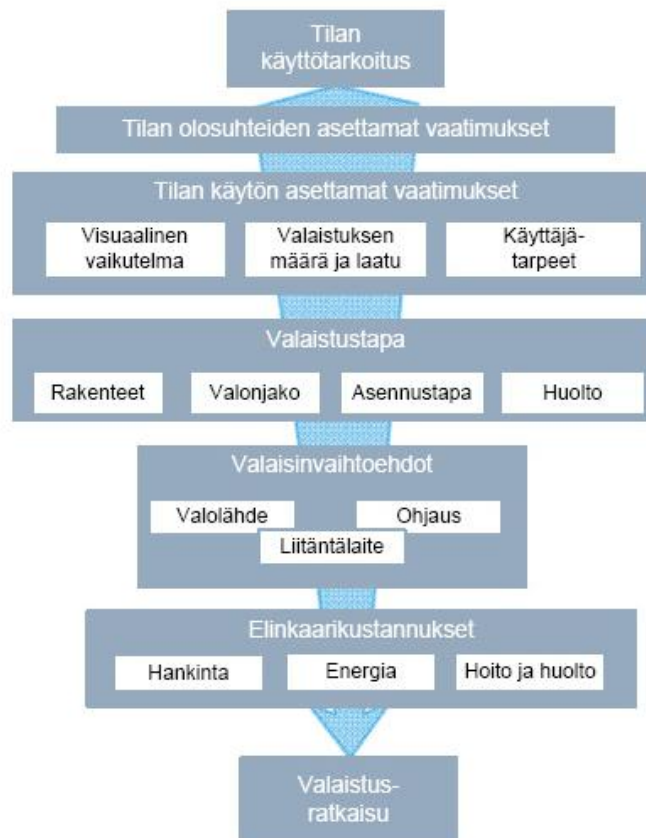 Tilan
käyttötarkoitus
Tilan olosuhteiden asettamat vaatimukset
Tilan käytön asettamat vaatimukset
Visuaalinen
vaikutelma
Valaistuksen
määrä ja laatu
Käyttäjä-
tarpeet
Valaistustapa
Rakenteet
Valonjako
Asennustapa
Huolto
Valaisinvaihtoehdot
Valolähde
Ohjaus
Liitäntälaite
Elinkaarikustannukset
Hankinta
Energia
Hoito ja huolto
Valaistus-
ratkaisu